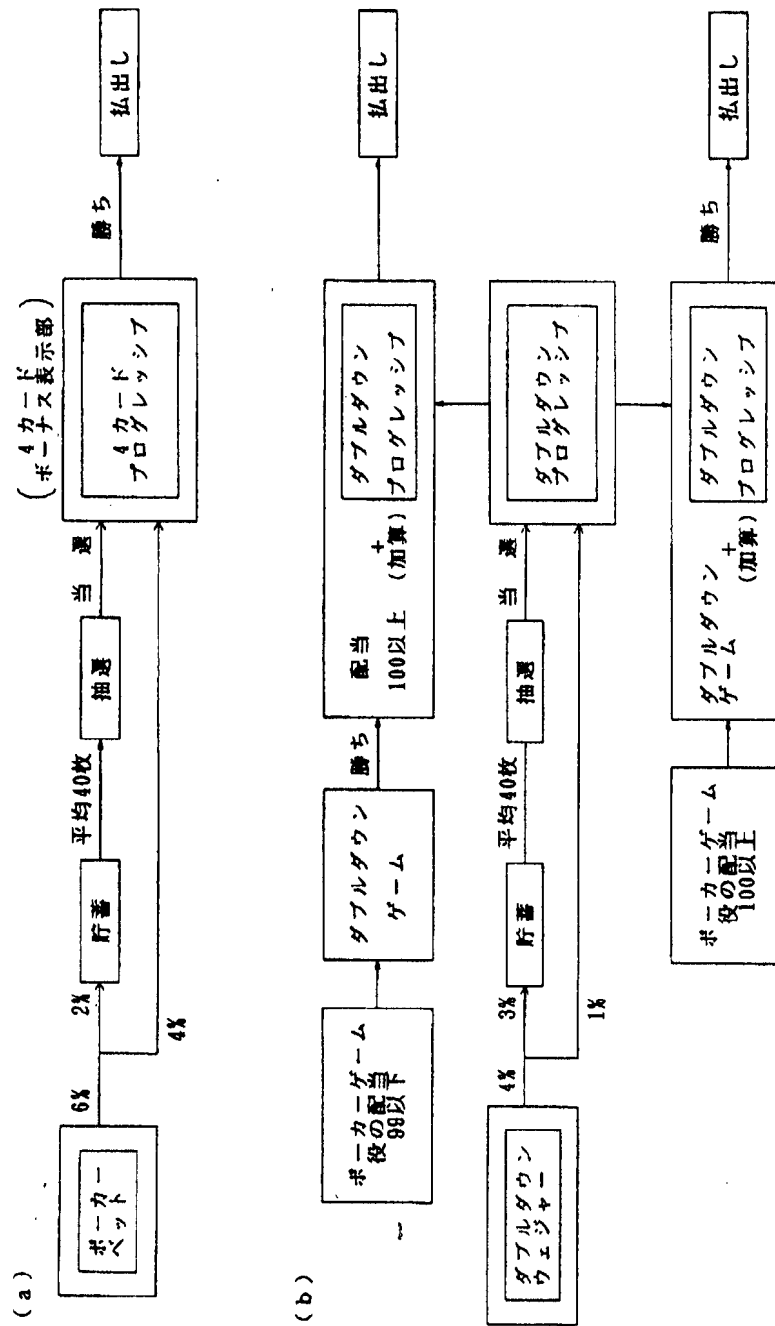 (a)
ポーカー
ベット
6%
2%
4%
貯蓄
平均40枚
抽選
当選
4カード
ボーナス表示部
4カード
プログレッシブ
勝ち
払出し
(b)
ポーカーゲーム
役の配当
99以下
ダブルダウン
ゲーム
勝ち
配当
100以上
+
(加算)
ダブルダウン
プログレッシブ
払出し
ダブルダウン
ウェジャー
4%
3%
1%
貯蓄
平均40枚
抽選
当選
ダブルダウン
プログレッシブ
ポーカーゲーム
役の配当
100以上
ダブルダウン
ゲーム
+
(加算)
ダブルダウン
プログレッシブ
勝ち
払出し